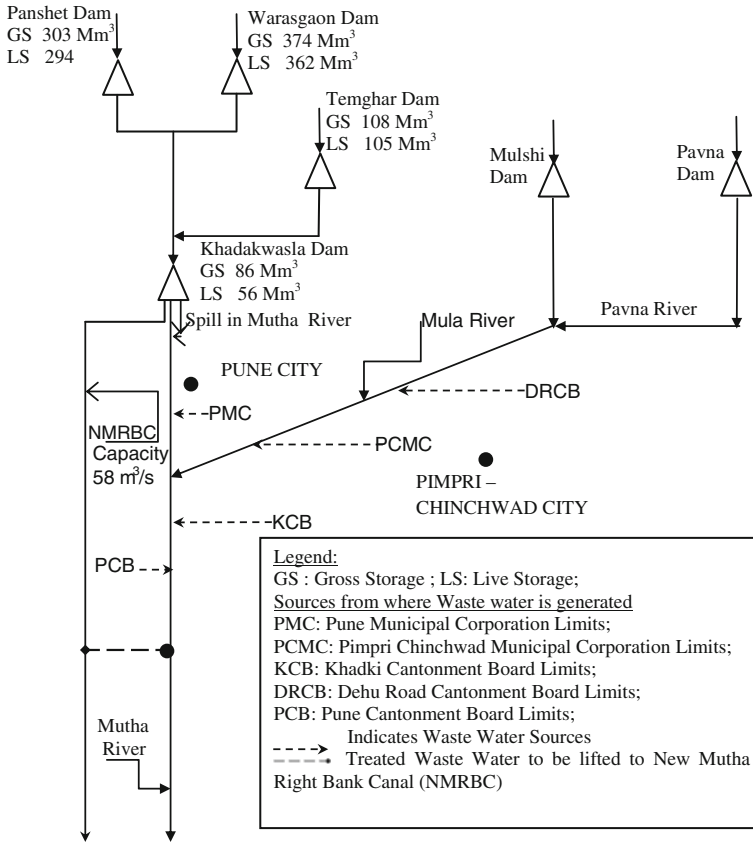 Panshet Dam
GS 303 Mm³
LS 294
Warasgaon Dam
GS 374 Mm³
LS 362 Mm³
Temghar Dam
GS 108 Mm³
LS 105 Mm³
Mulshi
Dam
Pavna
Dam
Khadakwasla Dam
GS 86 Mm³
LS 56 Mm³
Spill in Mutha River
Pavna River
Mula River
PUNE CITY
DRCB
PMC
NMRBC
Capacity
58 m³/s
PCMC
PIMPRI –
CHINCHWAD CITY
KCB
PCB
Mutha
River
Legend:
GS : Gross Storage ; LS: Live Storage;
Sources from where Waste water is generated
PMC: Pune Municipal Corporation Limits;
PCMC: Pimpri Chinchwad Municipal Corporation Limits;
KCB: Khadki Cantonment Board Limits;
DRCB: Dehu Road Cantonment Board Limits;
PCB: Pune Cantonment Board Limits;
Indicates Waste Water Sources
Treated Waste Water to be lifted to New Mutha
Right Bank Canal (NMRBC)